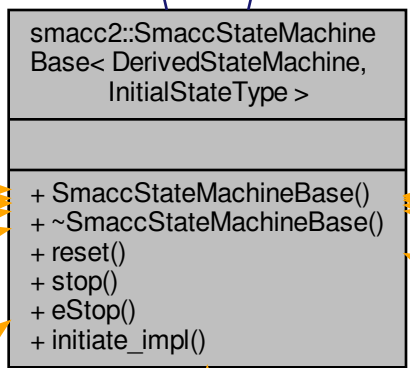 smacc2::SmaccStateMachine
Base< DerivedStateMachine,
InitialStateType >
+ SmaccStateMachineBase()
+ ~SmaccStateMachineBase()
+ reset()
+ stop()
+ eStop()
+ initiate_impl()